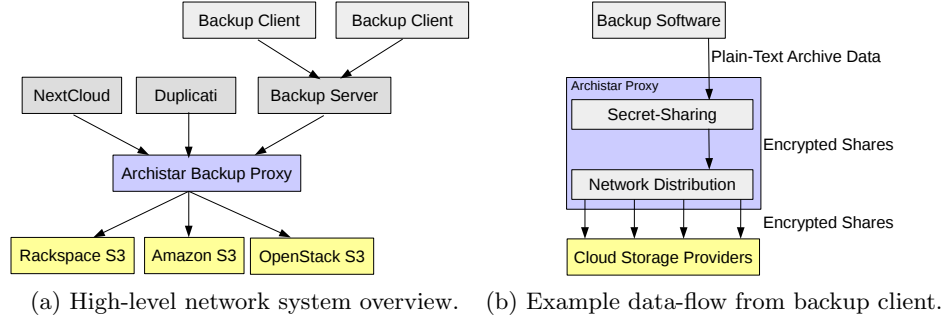 Backup Client
Backup Client
NextCloud
Duplicati
Backup Server
Archistar Backup Proxy
Rackspace S3
Amazon S3
OpenStack S3
(a) High-level network system overview.
Backup Software
Plain-Text Archive Data
Archistar Proxy
Secret-Sharing
Encrypted Shares
Network Distribution
Encrypted Shares
Cloud Storage Providers
(b) Example data-flow from backup client.